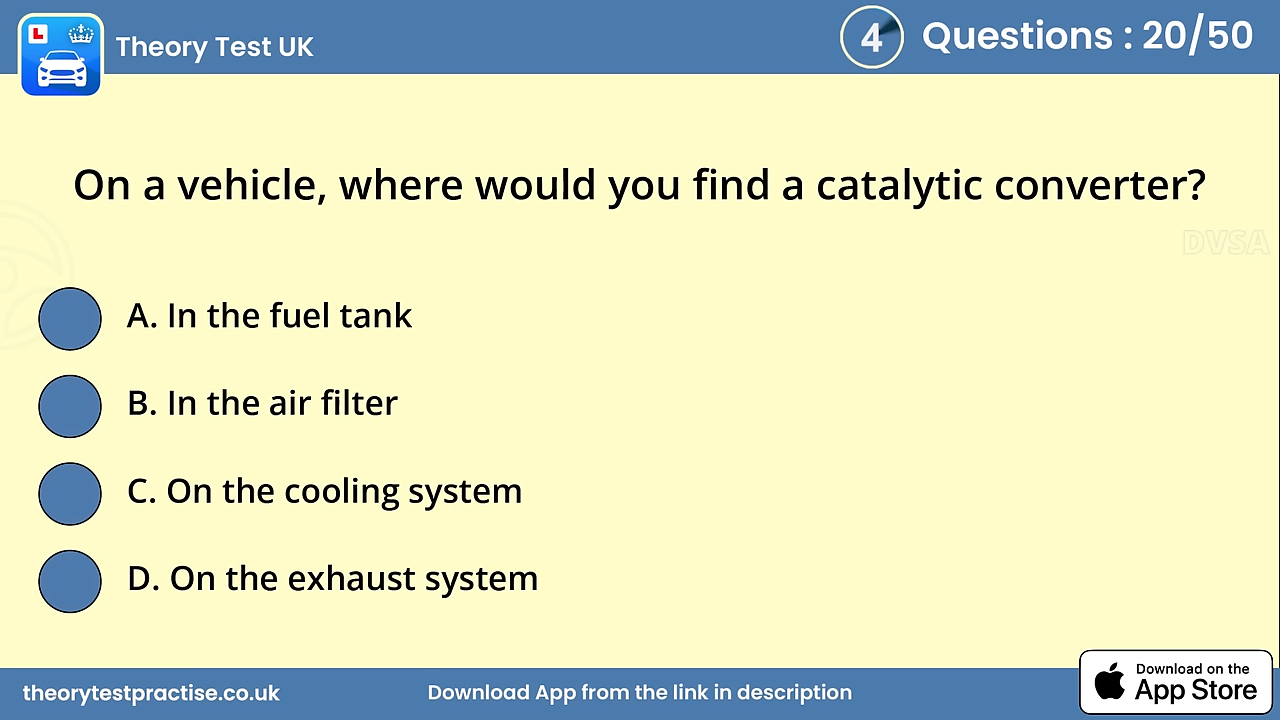 L
Theory Test UK
4
Questions : 20/50
On a vehicle, where would you find a catalytic converter?
DVSA
A. In the fuel tank
B. In the air filter
C. On the cooling system
D. On the exhaust system
theorytestpractise.co.uk
Download App from the link in description
Download on the
App Store